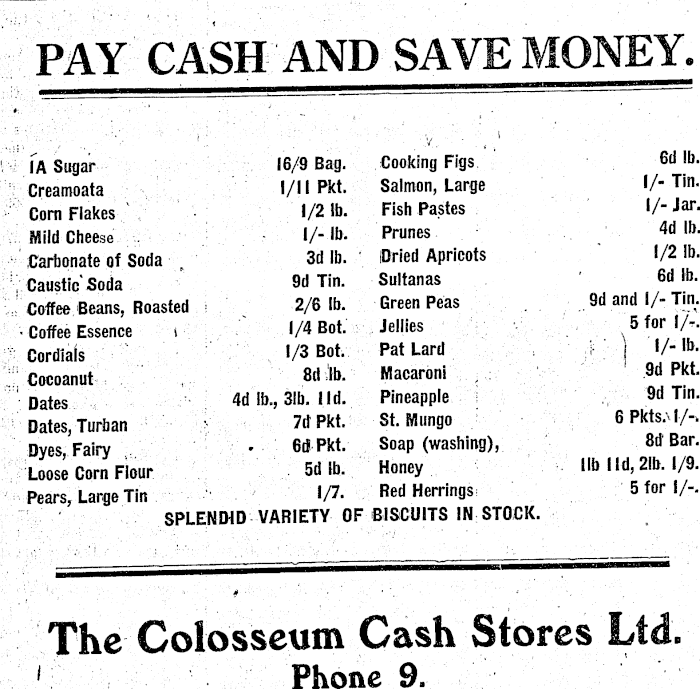 PAY CASH AND SAVE MONEY.
1A Sugar 16/9 Bag.
Creamoata 1/11 Pkt.
Corn Flakes 1/2 lb.
Mild Cheese 1/- lb.
Carbonate of Soda 3d lb.
Caustic Soda 9d Tin.
Coffee Beans, Roasted 2/6 lb.
Coffee Essence 1/4 Bot.
Cordials 1/3 Bot.
Cocoanut 8d lb.
Dates 4d lb., 3lb. 11d.
Dates, Turban 7d Pkt.
Dyes, Fairy 6d Pkt.
Loose Corn Flour 5d lb.
Pears, Large Tin 1/7.
Cooking Figs 6d lb.
Salmon, Large 1/- Tin.
Fish Pastes 1/- Jar.
Prunes 4d lb.
Dried Apricots 1/2 lb.
Sultanas 6d lb.
Green Peas 9d and 1/- Tin.
Jellies 5 for 1/-.
Pat Lard 1/- lb.
Macaroni 9d Pkt.
Pineapple 9d Tin.
St. Mungo 6 Pkts. 1/-.
Soap (washing), 8d Bar.
Honey 1lb 11d, 2lb. 1/9.
Red Herrings 5 for 1/-.
SPLENDID VARIETY OF BISCUITS IN STOCK.
The Colosseum Cash Stores Ltd.
Phone 9.